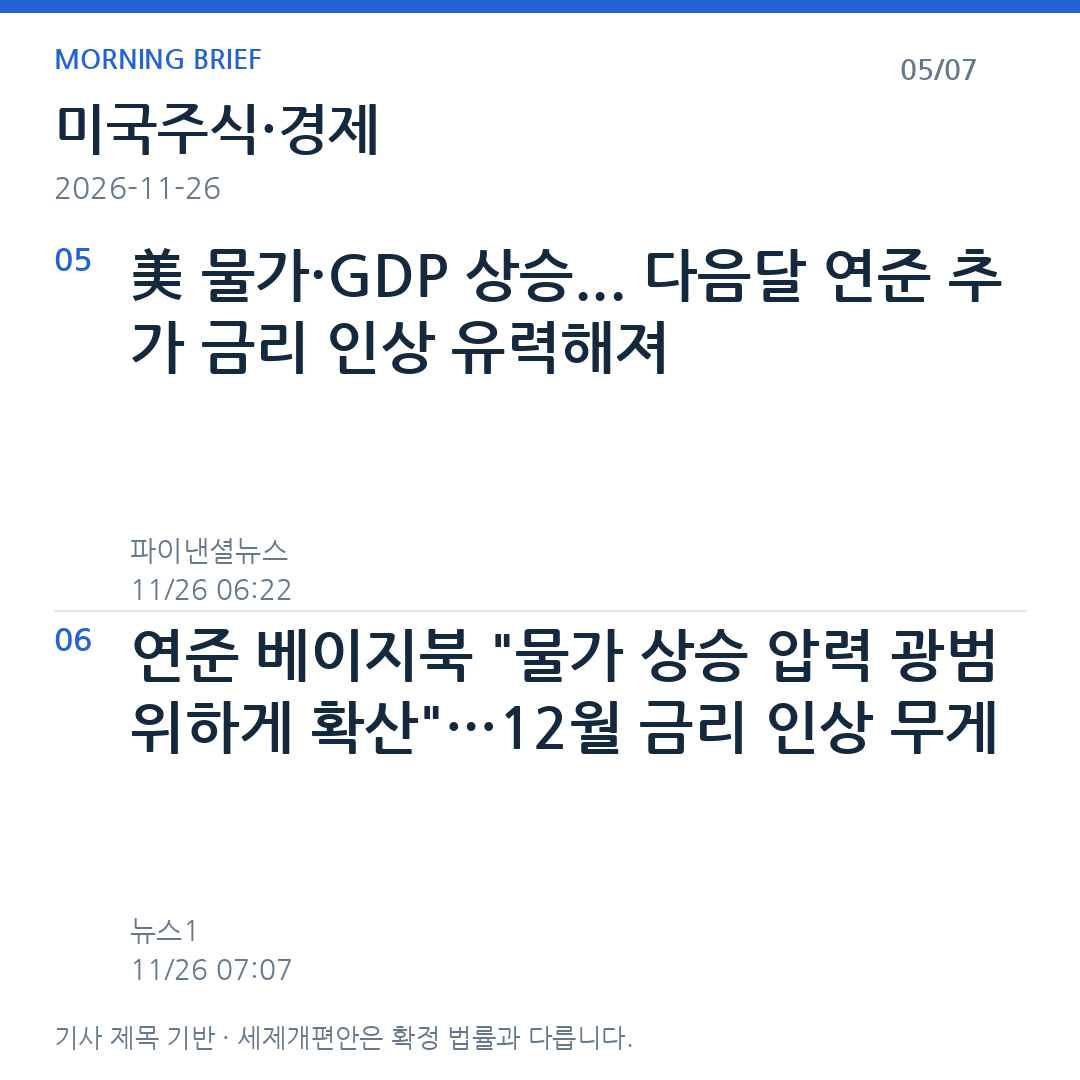 MORNING BRIEF
05/07
미국주식·경제
2026-11-26
05
美 물가·GDP 상승... 다음달 연준 추
가 금리 인상 유력해져
파이낸셜뉴스
11/26 06:22
06
연준 베이지북 "물가 상승 압력 광범
위하게 확산"…12월 금리 인상 무게
뉴스1
11/26 07:07
기사 제목 기반 · 세제개편안은 확정 법률과 다릅니다.